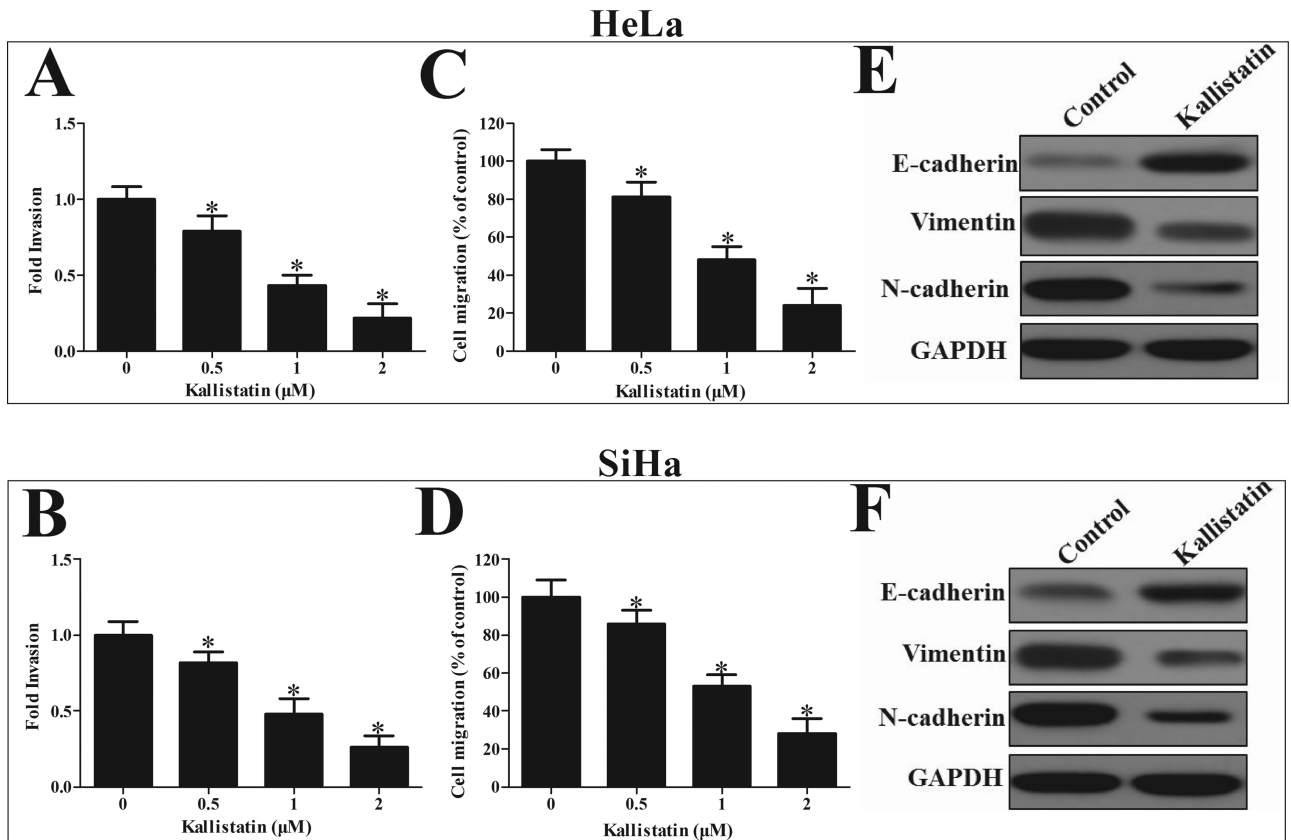 HeLa
A
Fold Invasion
1.5
1.0
0.5
0.0
*
*
*
0 0.5 1 2
Kallistatin (μM)
C
Cell migration (% of control)
120
100
80
60
40
20
0
*
*
*
0 0.5 1 2
Kallistatin (μM)
E
Control Kallistatin
E-cadherin
Vimentin
N-cadherin
GAPDH
SiHa
B
Fold Invasion
1.5
1.0
0.5
0.0
*
*
*
0 0.5 1 2
Kallistatin (μM)
D
Cell migration (% of control)
120
100
80
60
40
20
0
*
*
*
0 0.5 1 2
Kallistatin (μM)
F
Control Kallistatin
E-cadherin
Vimentin
N-cadherin
GAPDH